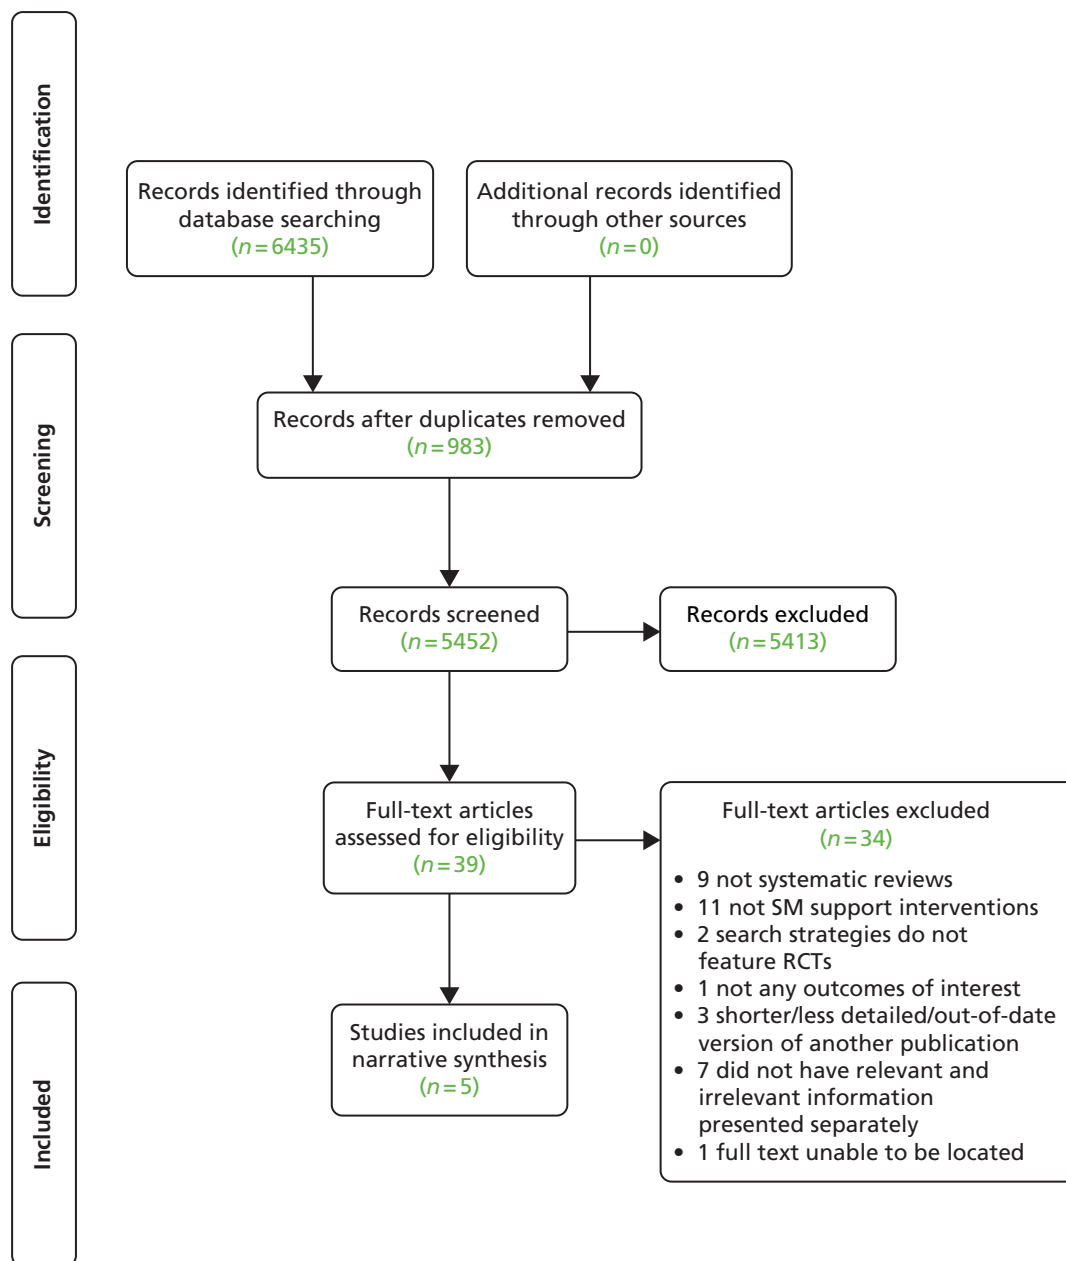 Identification
Records identified through
database searching
(n=6435)
Additional records identified
through other sources
(n=0)
Screening
Records after duplicates removed
(n=983)
Records screened
(n=5452)
Records excluded
(n=5413)
Eligibility
Full-text articles
assessed for eligibility
(n=39)
Full-text articles excluded
(n=34)
• 9 not systematic reviews
• 11 not SM support interventions
• 2 search strategies do not
feature RCTs
• 1 not any outcomes of interest
• 3 shorter/less detailed/out-of-date
version of another publication
• 7 did not have relevant and
irrelevant information
presented separately
• 1 full text unable to be located
Included
Studies included in
narrative synthesis
(n=5)